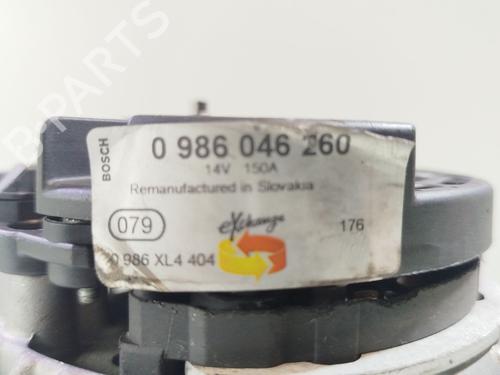 BOSCH
0 986 046 260
14V 150A
Remanufactured in Slovakia
079
eXchange
176
0 986 XL4 404
B-PARTS